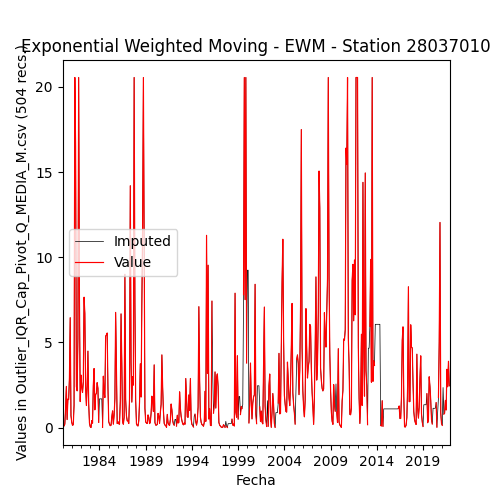 Exponential Weighted Moving - EWM - Station 28037010
Values in Outlier_IQR_Cap_Pivot_Q_MEDIA_M.csv (504 recs.)
20
15
10
5
0
Imputed
Value
1984
1989
1994
1999
2004
2009
2014
2019
Fecha